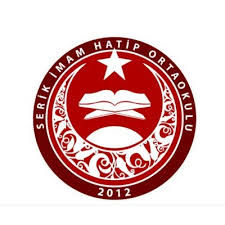 SERİK İMAM HATİP ORTAOKULU
2012